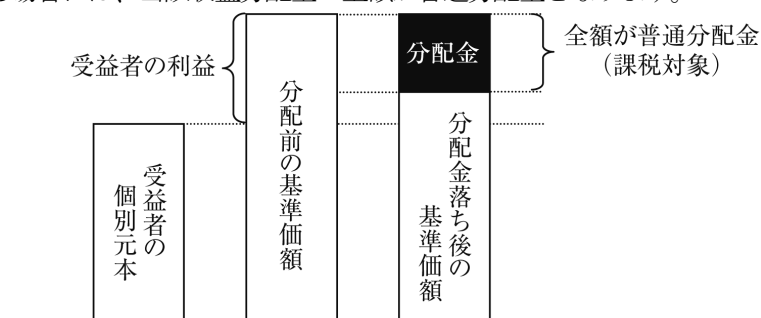 受益者の利益
分配金
全額が普通分配金
（課税対象）
受益者の
個別元本
分配前の基準価額
分配金落ち後の
基準価額